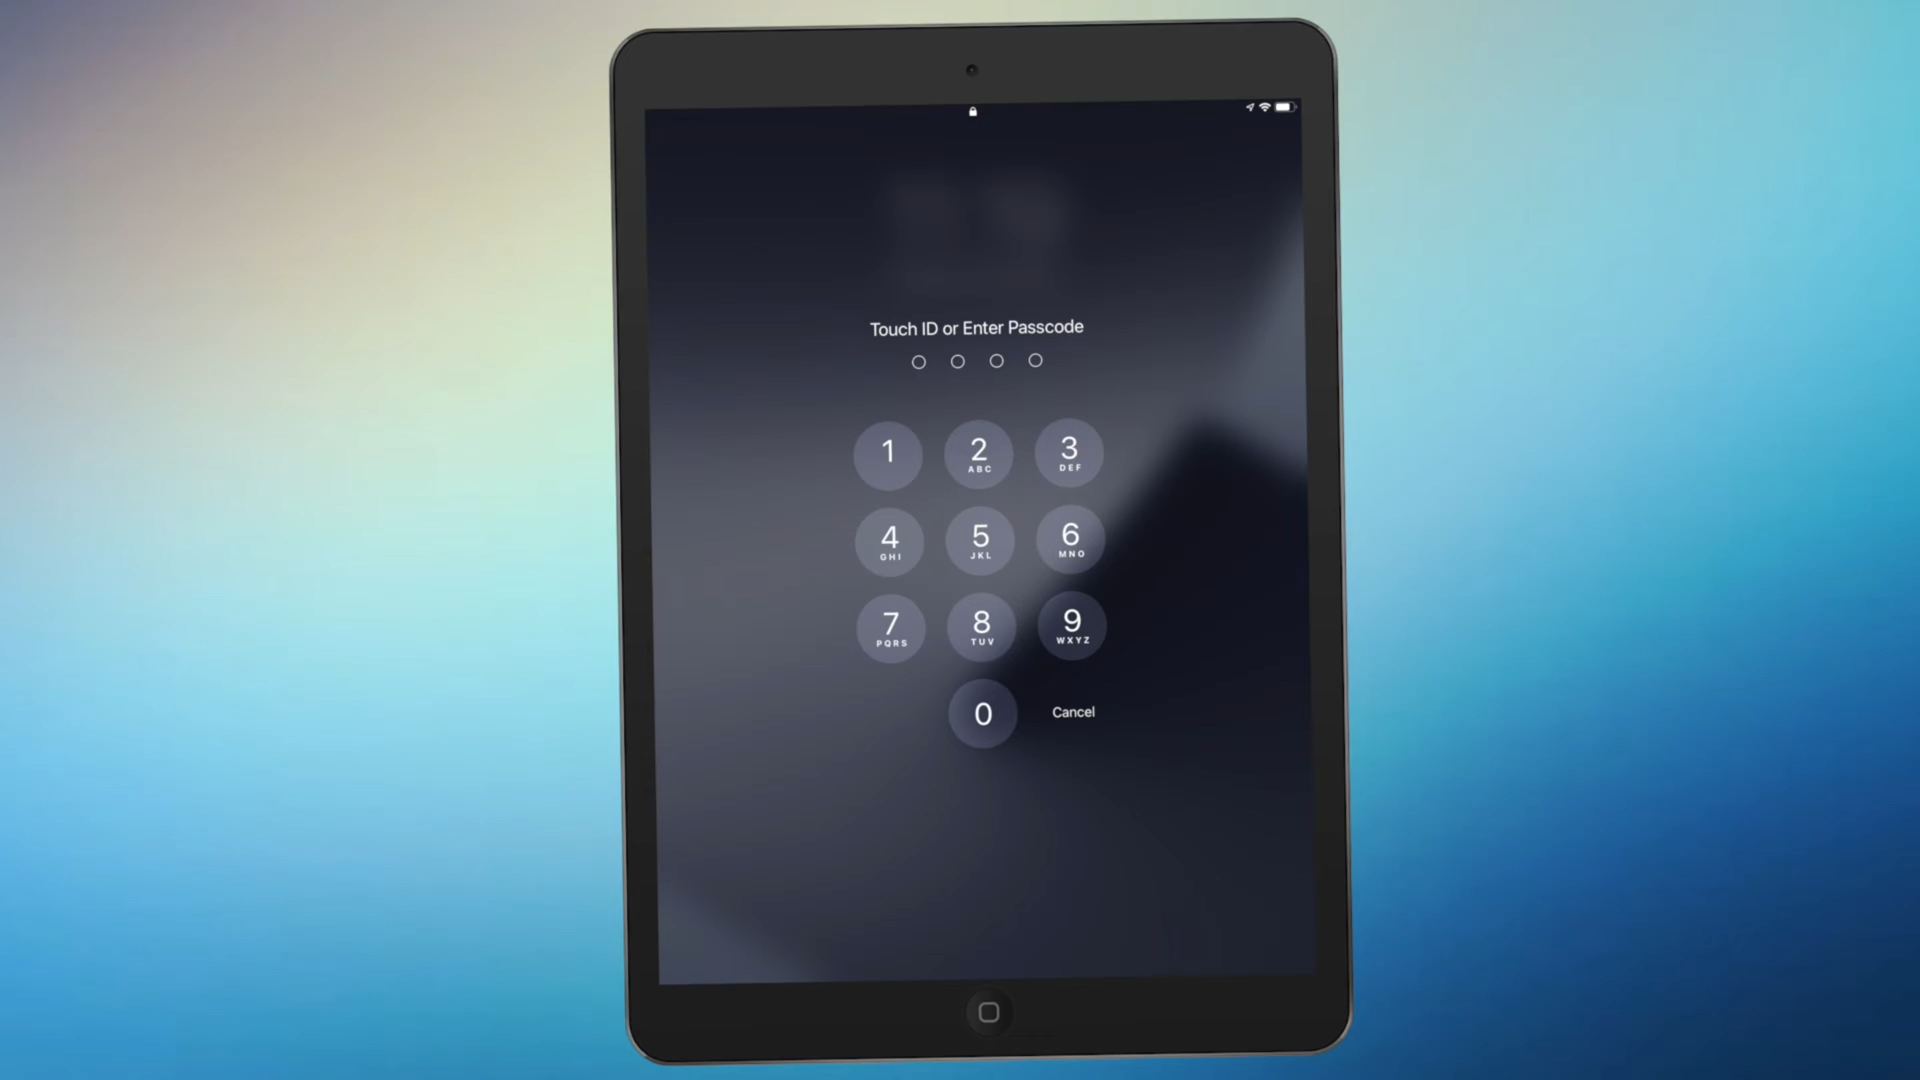 Touch ID or Enter Passcode
1 2 3
ABC DEF
4 5 6
GHI JKL MNO
7 8 9
PQRS TUV WXYZ
0 Cancel